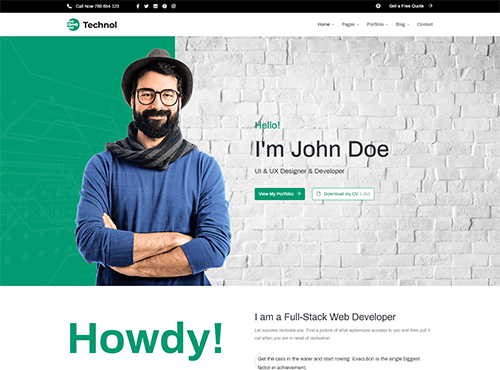 Call Now 789 654 123
Get a Free Quote
Technol
Home
Pages
Portfolio
Blog
Contact
Hello!
I'm John Doe
UI & UX Designer & Developer
View My Portfolio
Download my CV
Howdy!
I am a Full-Stack Web Developer
Let success motivate you. Find a picture of what epitomizes success to you and then pull it
out when you are in need of motivation
Get the oars in the water and start rowing. Execution is the single biggest
factor in achievement.